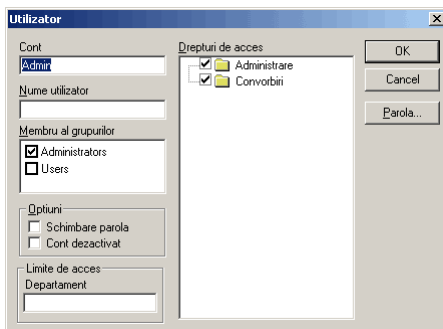 Utilizator
Cont
Admin
Nume utilizator
Membru al grupurilor
Administrators
Users
Optiuni
Schimbare parola
Cont dezactivat
Limite de acces
Departament
Drepturi de acces
Administrare
Convorbiri
OK
Cancel
Parola...